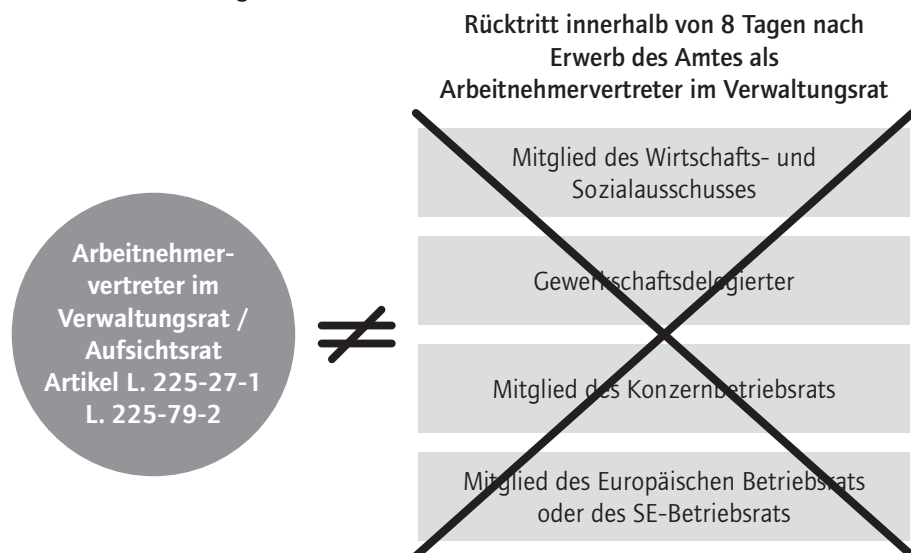 Rücktritt innerhalb von 8 Tagen nach
Erwerb des Amtes als
Arbeitnehmervertreter im Verwaltungsrat
Mitglied des Wirtschafts- und
Sozialausschusses
Gewerkschaftsdelegierter
Mitglied des Konzernbetriebsrats
Mitglied des Europäischen Betriebsrats
oder des SE-Betriebsrats
Arbeitnehmer-
vertreter im
Verwaltungsrat /
Aufsichtsrat
Artikel L. 225-27-1
L. 225-79-2
≠